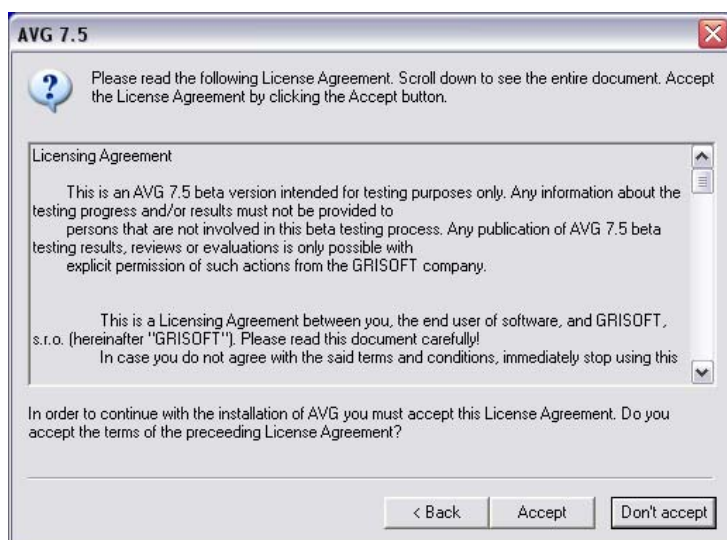 AVG 7.5
Please read the following License Agreement. Scroll down to see the entire document. Accept
the License Agreement by clicking the Accept button.
Licensing Agreement
This is an AVG 7.5 beta version intended for testing purposes only. Any information about the
testing progress and/or results must not be provided to
persons that are not involved in this beta testing process. Any publication of AVG 7.5 beta
testing results, reviews or evaluations is only possible with
explicit permission of such actions from the GRISOFT company.
This is a Licensing Agreement between you, the end user of software, and GRISOFT,
s.r.o. (hereinafter "GRISOFT"). Please read this document carefully!
In case you do not agree with the said terms and conditions, immediately stop using this
In order to continue with the installation of AVG you must accept this License Agreement. Do you
accept the terms of the preceeding License Agreement?
< Back Accept Don't accept